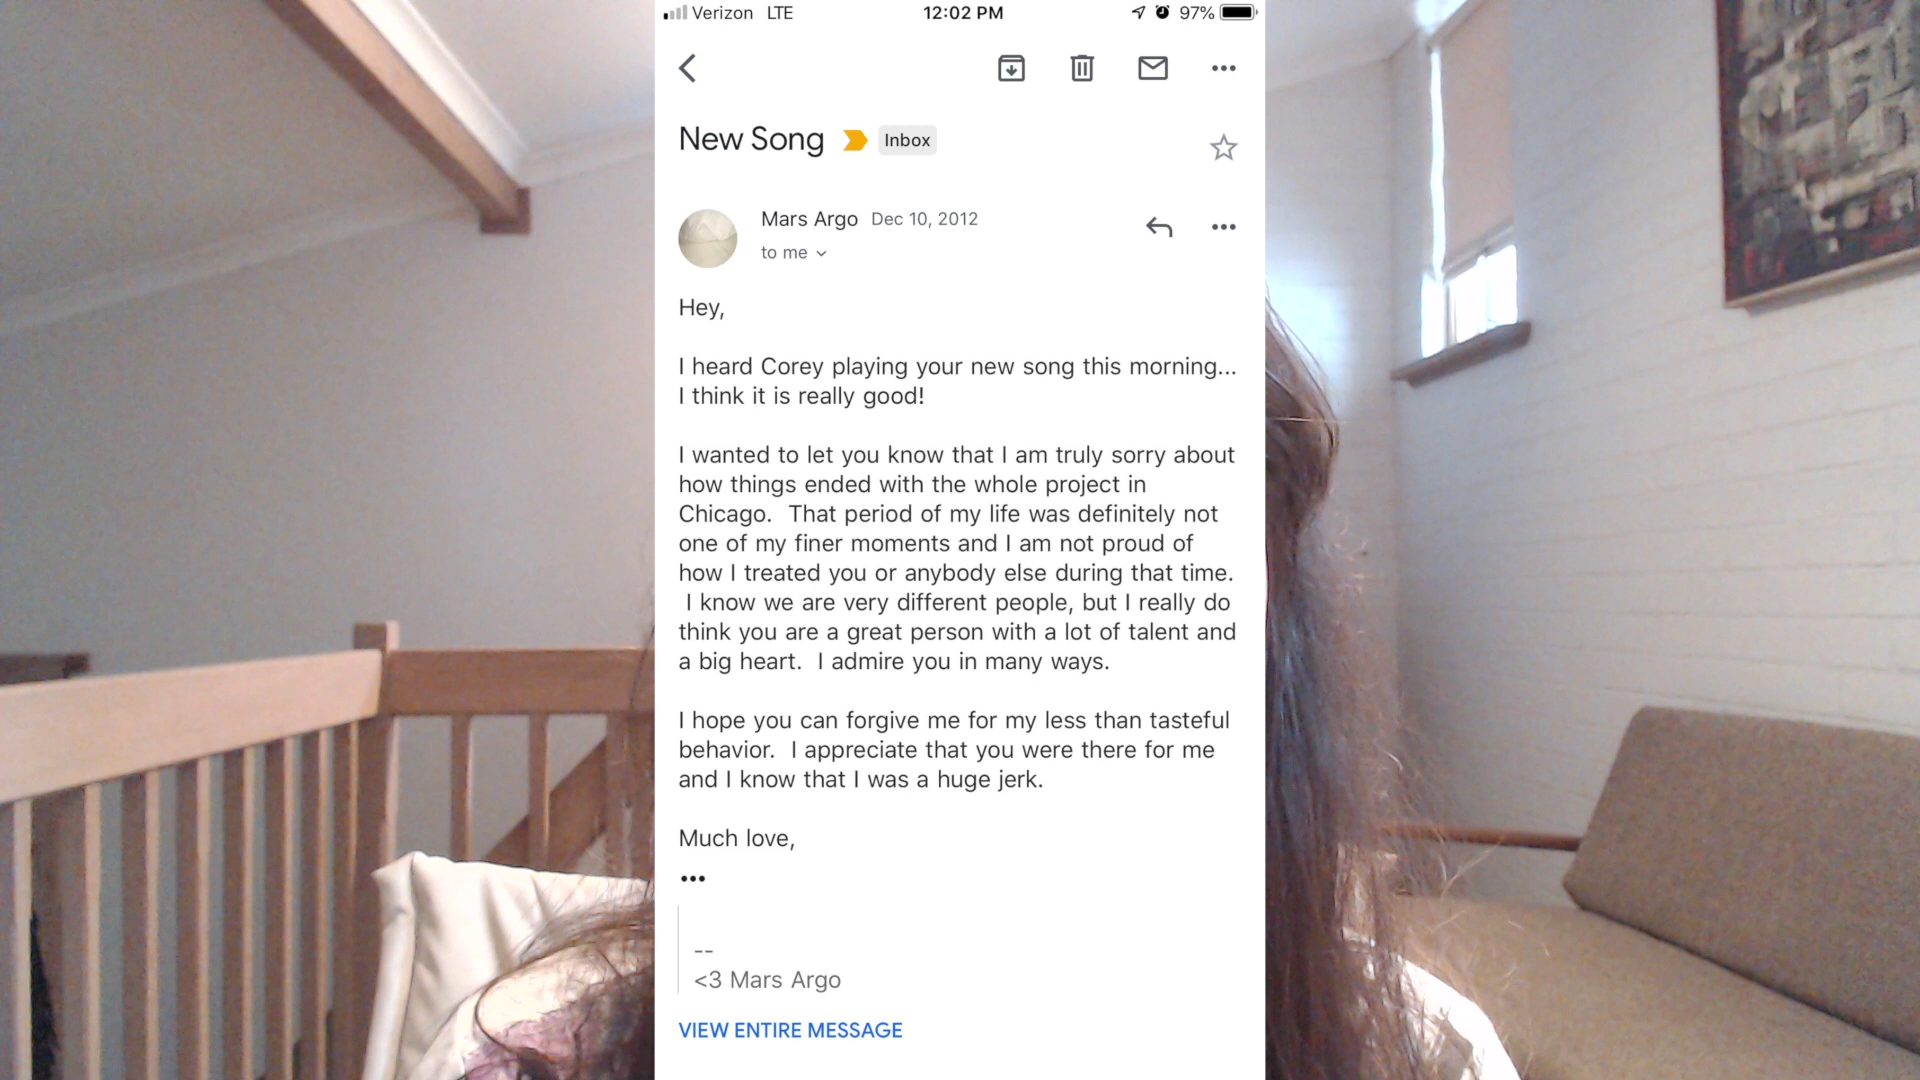 Verizon LTE 12:02 PM 97%
New Song Inbox
Mars Argo Dec 10, 2012
to me
Hey,
I heard Corey playing your new song this morning...
I think it is really good!
I wanted to let you know that I am truly sorry about
how things ended with the whole project in
Chicago.  That period of my life was definitely not
one of my finer moments and I am not proud of
how I treated you or anybody else during that time.
I know we are very different people, but I really do
think you are a great person with a lot of talent and
a big heart.  I admire you in many ways.
I hope you can forgive me for my less than tasteful
behavior.  I appreciate that you were there for me
and I know that I was a huge jerk.
Much love,
•••
--
<3 Mars Argo
VIEW ENTIRE MESSAGE